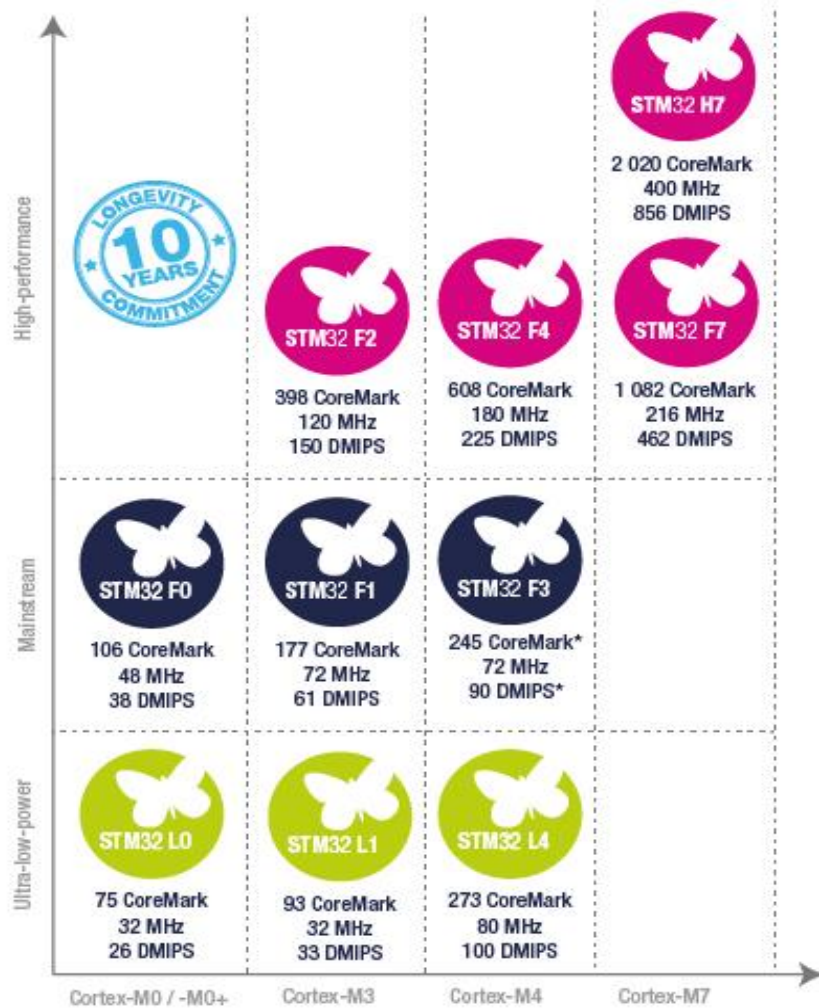 High-performance
Mainstream
Ultra-low-power
LONGEVITY
10
YEARS
COMMITMENT
STM32 H7
2 020 CoreMark
400 MHz
856 DMIPS
STM32 F2
398 CoreMark
120 MHz
150 DMIPS
STM32 F4
608 CoreMark
180 MHz
225 DMIPS
STM32 F7
1 082 CoreMark
216 MHz
462 DMIPS
STM32 F0
106 CoreMark
48 MHz
38 DMIPS
STM32 F1
177 CoreMark
72 MHz
61 DMIPS
STM32 F3
245 CoreMark*
72 MHz
90 DMIPS*
STM32 L0
75 CoreMark
32 MHz
26 DMIPS
STM32 L1
93 CoreMark
32 MHz
33 DMIPS
STM32 L4
273 CoreMark
80 MHz
100 DMIPS
Cortex-M0 / -M0+
Cortex-M3
Cortex-M4
Cortex-M7